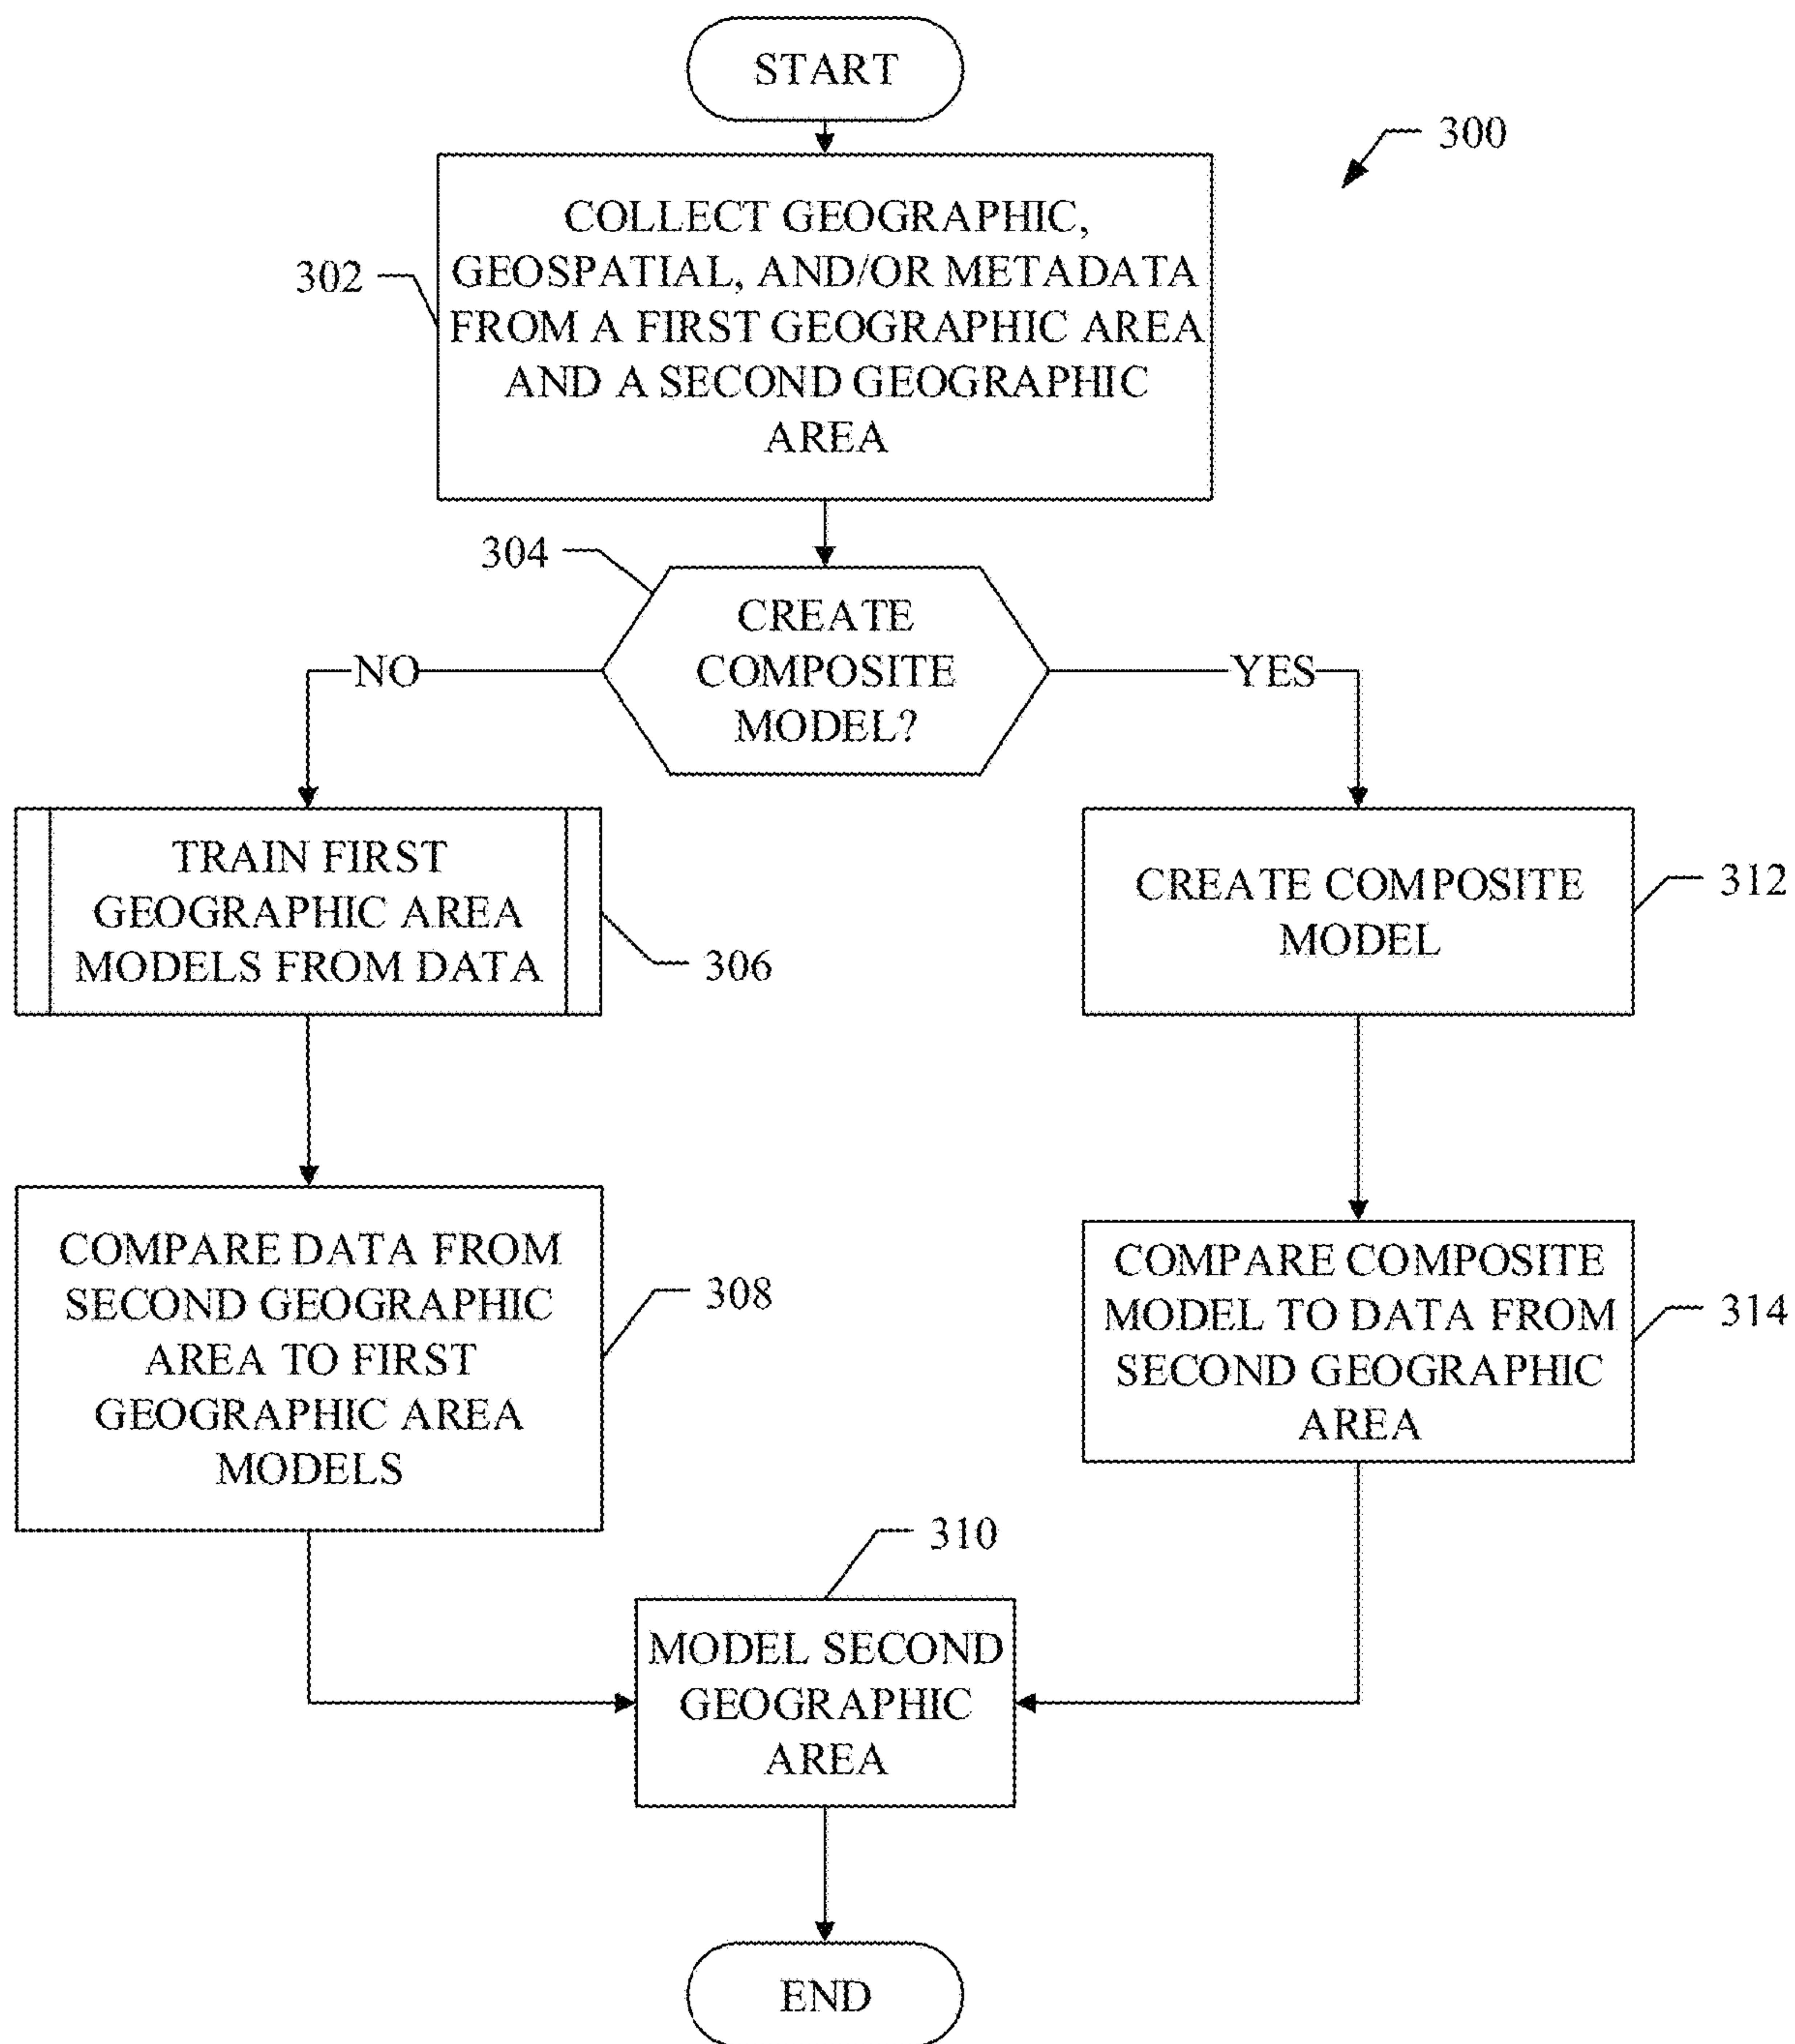 START
300
COLLECT GEOGRAPHIC,
GEOSPATIAL, AND/OR METADATA
FROM A FIRST GEOGRAPHIC AREA
AND A SECOND GEOGRAPHIC
AREA
302
304
CREATE
COMPOSITE
MODEL?
NO
YES
TRAIN FIRST
GEOGRAPHIC AREA
MODELS FROM DATA
306
CREATE COMPOSITE
MODEL
312
COMPARE DATA FROM
SECOND GEOGRAPHIC
AREA TO FIRST
GEOGRAPHIC AREA
MODELS
308
COMPARE COMPOSITE
MODEL TO DATA FROM
SECOND GEOGRAPHIC
AREA
314
310
MODEL SECOND
GEOGRAPHIC
AREA
END